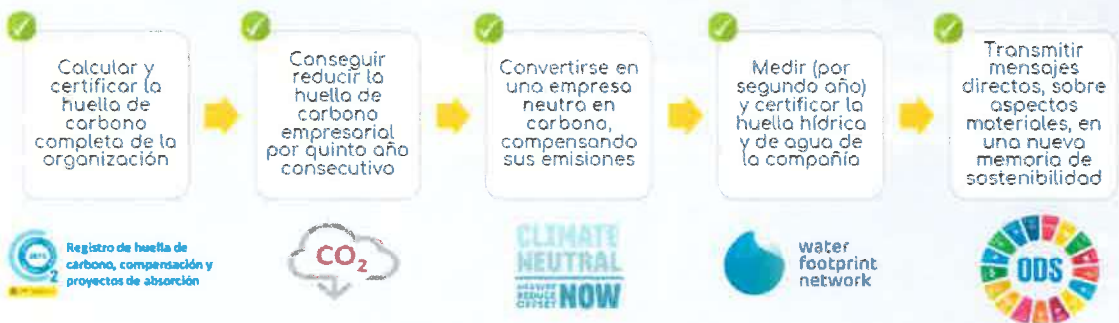 Calcular y
certificar la
huella de
carbono
completa de la
organización
Conseguir
reducir la
huella de
carbono
empresarial
por quinto año
consecutivo
Convertirse en
una empresa
neutra en
carbono,
compensando
sus emisiones
Medir (por
segundo año)
y certificar la
huella hídrica
y de agua de
la compañía
Transmitir
mensajes
directos, sobre
aspectos
materiales, en
una nueva
memoria de
sostenibilidad
Registro de huella de
carbono, compensación y
proyectos de absorción
CO2
CLIMATE
NEUTRAL
MEASURE
REDUCE
OFFSET NOW
water
footprint
network
ODS